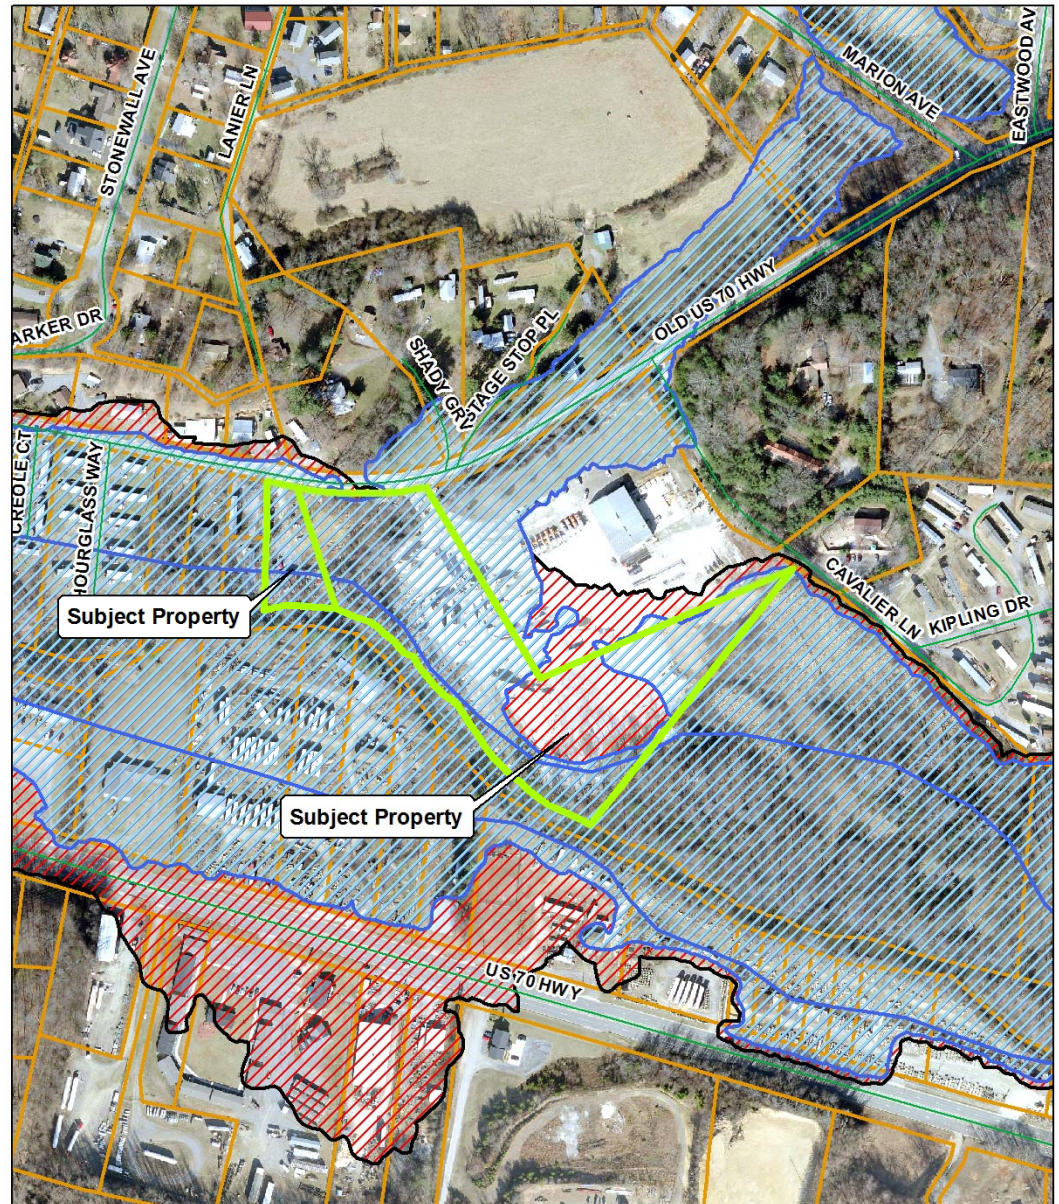 MARION AVE
EASTWOOD AV
STONEWALL AVE
LANIER LN
OLD US 70 HWY
ARKER DR
SHADY GRV
STAGE STOP PL
CREOLE CT
HOURGLASS WAY
CAVALIER LN
KIPLING DR
Subject Property
Subject Property
US 70 HWY